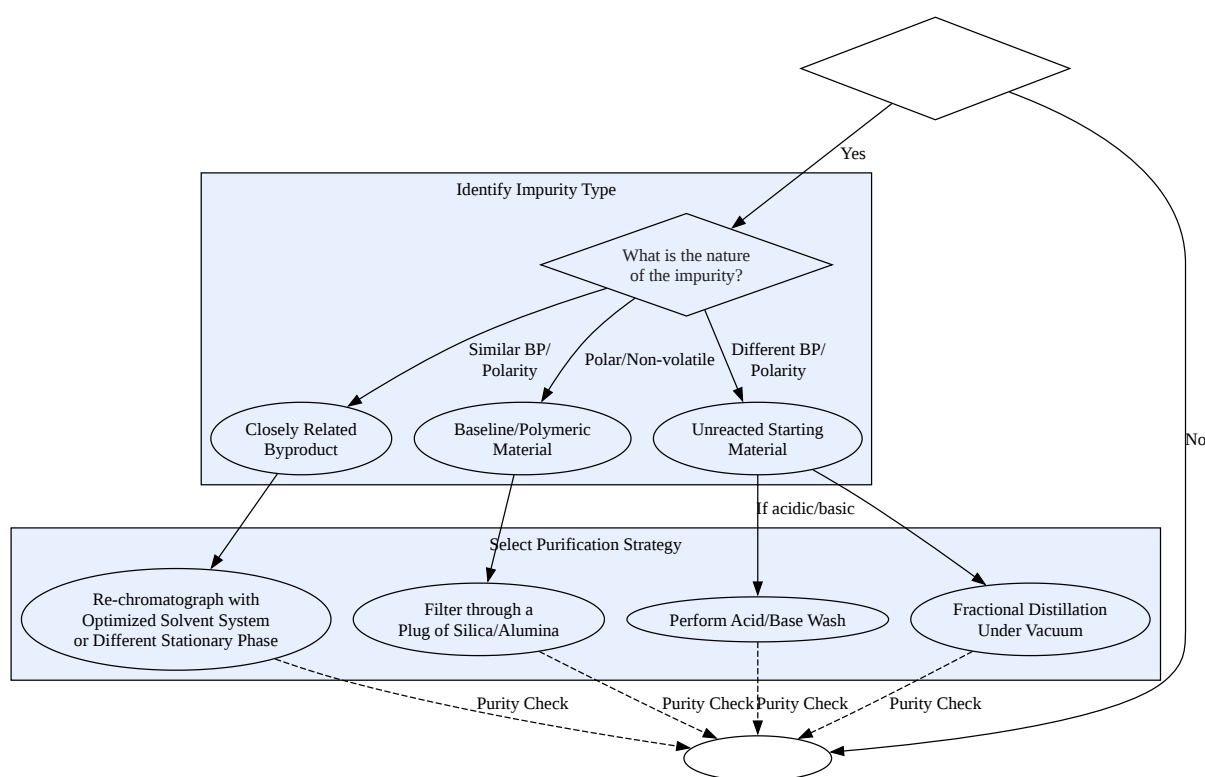 Yes
Identify Impurity Type
What is the nature
of the impurity?
Similar BP/
Polarity
Polar/Non-volatile
Different BP/
Polarity
Closely Related
Byproduct
Baseline/Polymeric
Material
Unreacted Starting
Material
No
If acidic/basic
Select Purification Strategy
Re-chromatograph with
Optimized Solvent System
or Different Stationary Phase
Filter through a
Plug of Silica/Alumina
Perform Acid/Base Wash
Fractional Distillation
Under Vacuum
Purity Check
Purity Check
Purity Check
Purity Check